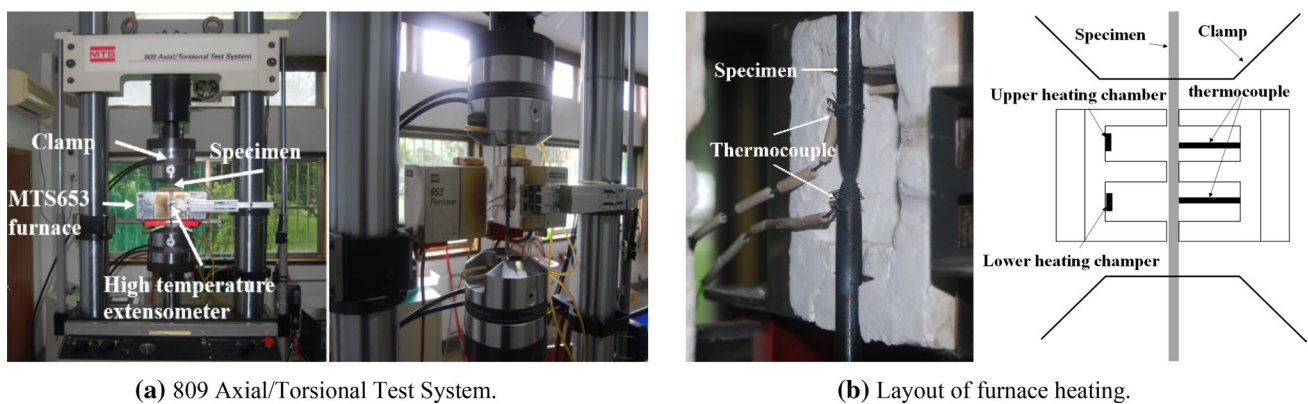 MTS
809 Axial/Torsional Test System
Clamp
Specimen
MTS653
furnace
High temperature
extensometer
653
Furnace
Specimen
Thermocouple
Specimen
Clamp
Upper heating chamber
thermocouple
Lower heating champer
(a) 809 Axial/Torsional Test System.
(b) Layout of furnace heating.